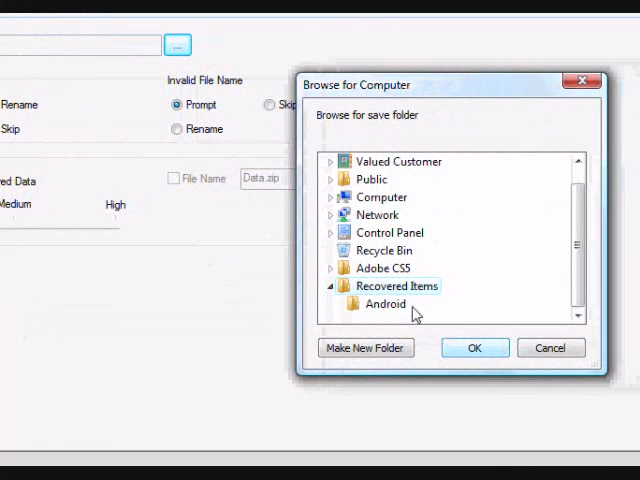 ...
Invalid File Name
Rename
Prompt
Skip
Skip
Rename
File Name
Data.zip
Data
Medium
High
Browse for Computer
Browse for save folder
Valued Customer
Public
Computer
Network
Control Panel
Recycle Bin
Adobe CS5
Recovered Items
Android
Make New Folder
OK
Cancel